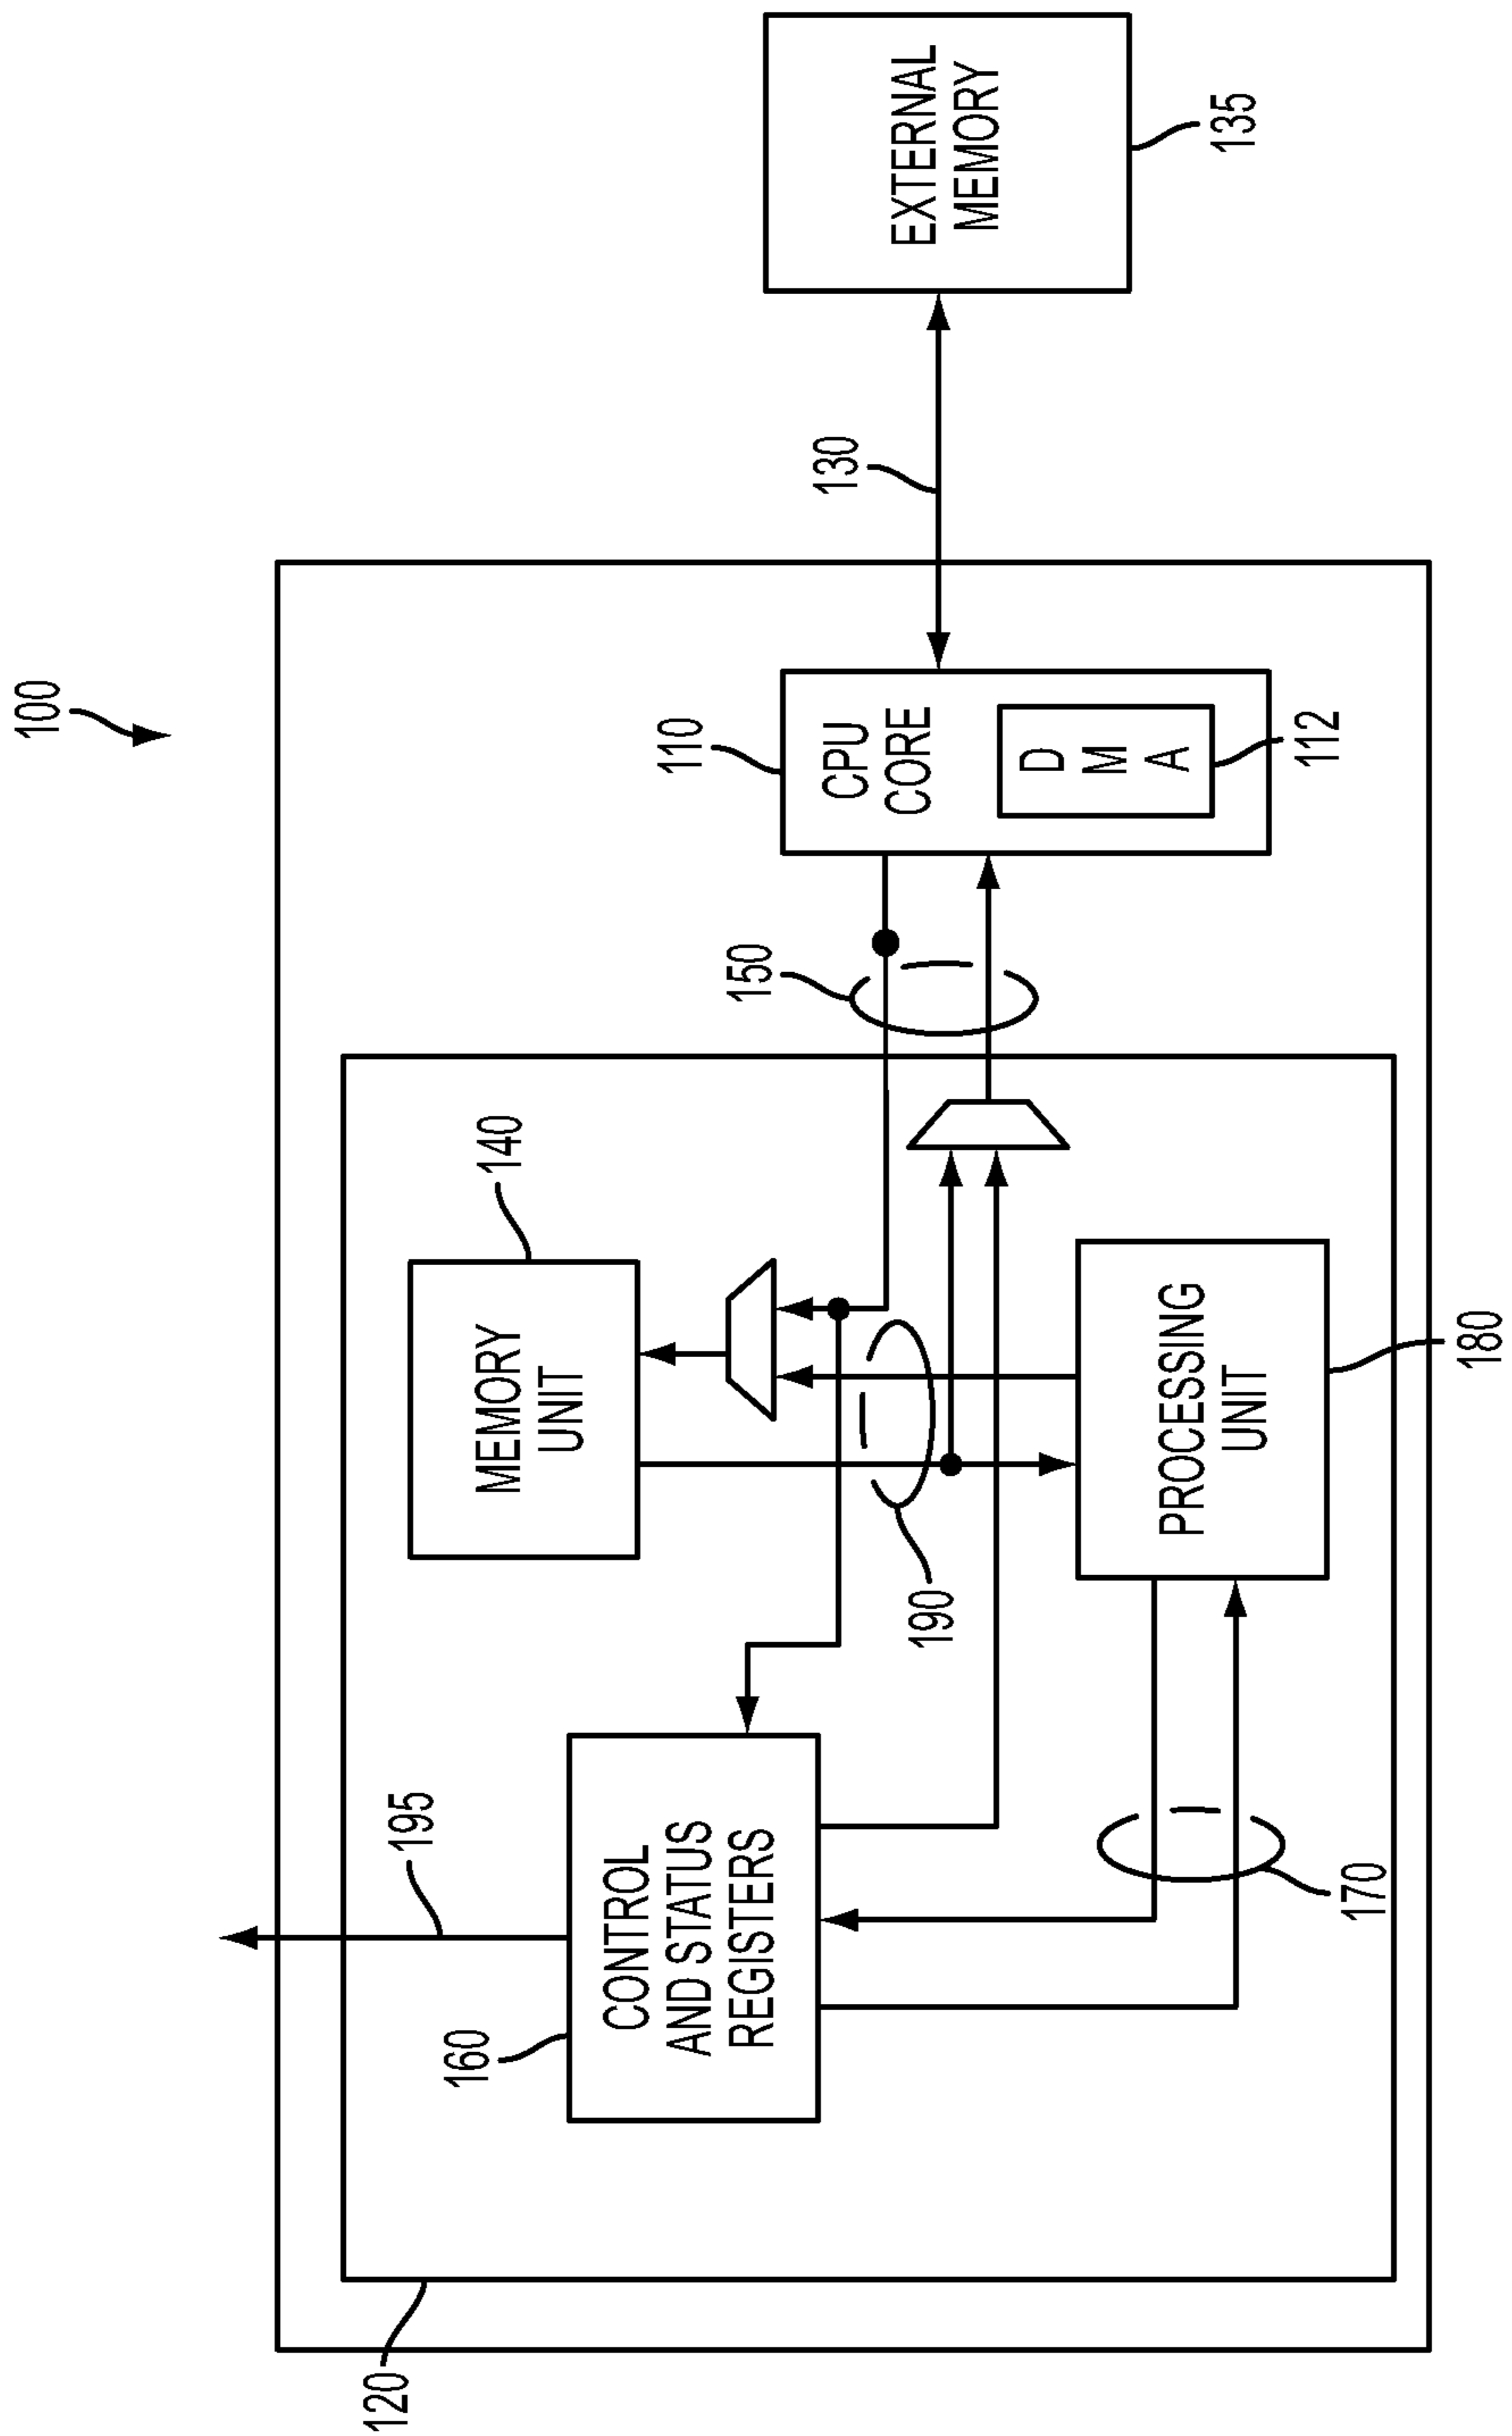 100
EXTERNAL
MEMORY
135
130
110
CPU
CORE
D
M
A
112
150
140
MEMORY
UNIT
190
PROCESSING
UNIT
180
195
160
CONTROL
AND STATUS
REGISTERS
170
120